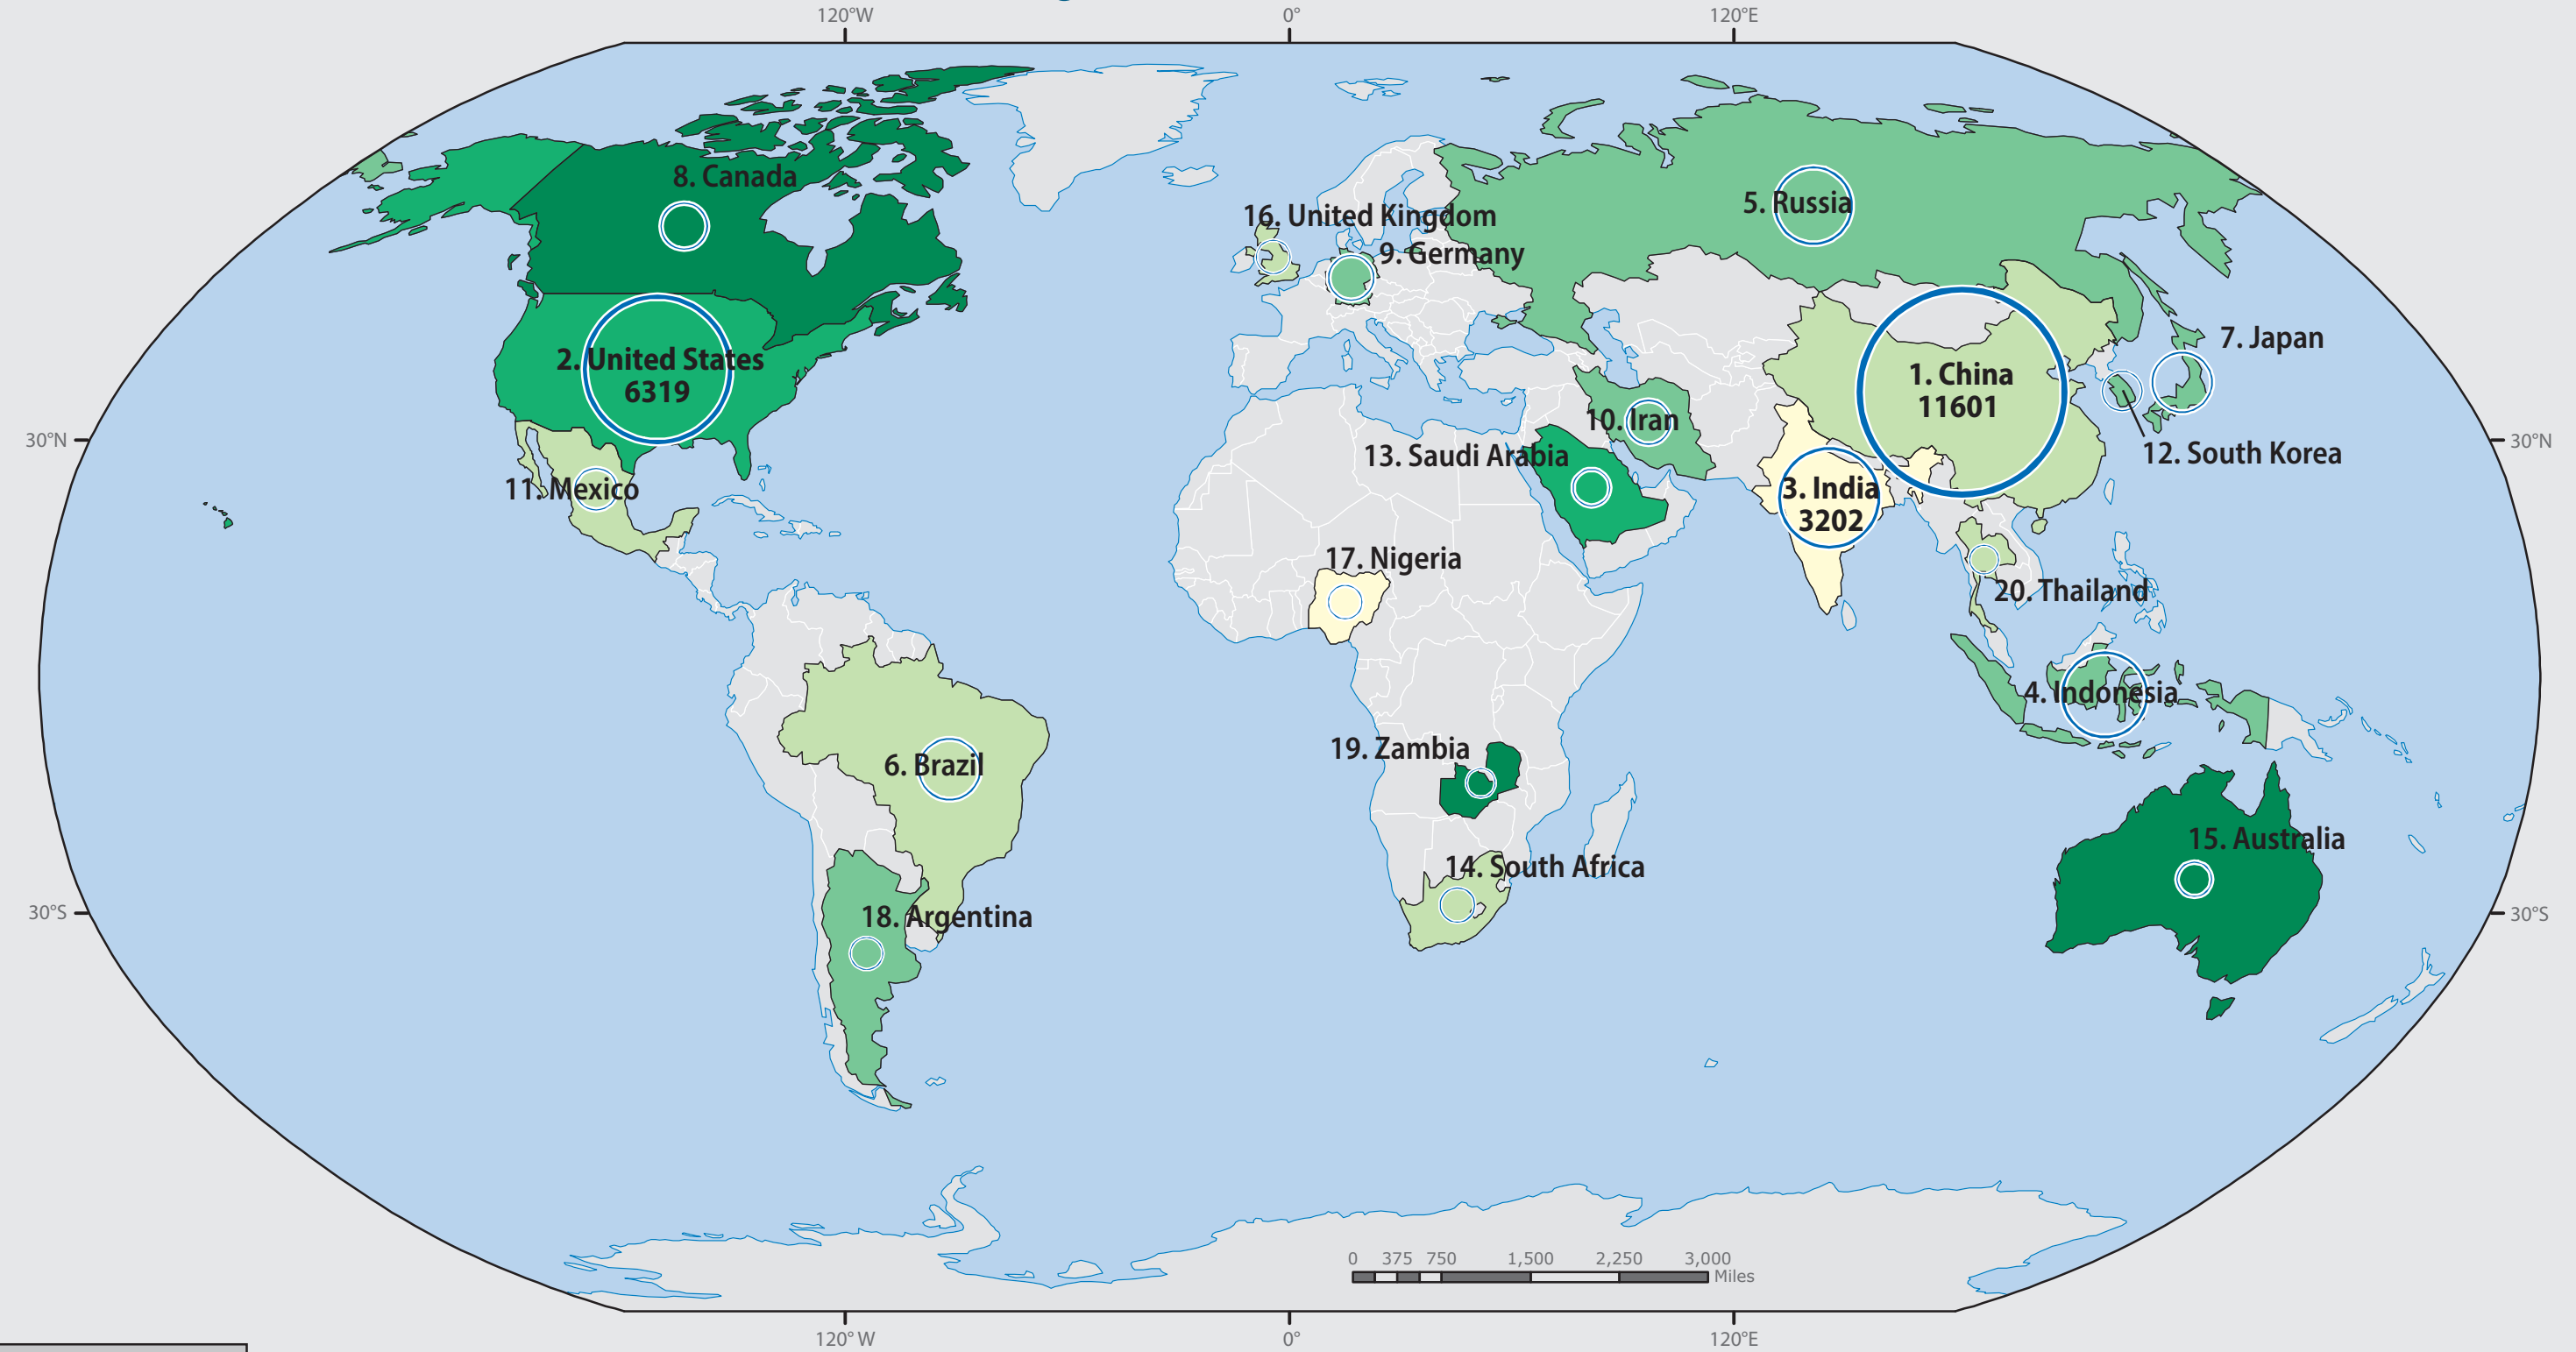 120°W
0°
120°E
8. Canada
5. Russia
16. United Kingdom
9. Germany
7. Japan
2. United States
6319
1. China
11601
10. Iran
30°N
30°N
13. Saudi Arabia
12. South Korea
11. Mexico
3. India
3202
17. Nigeria
20. Thailand
4. Indonesia
19. Zambia
6. Brazil
15. Australia
14. South Africa
30°S
18. Argentina
30°S
0 375 750 1,500 2,250 3,000
Miles
120°W
0°
120°E